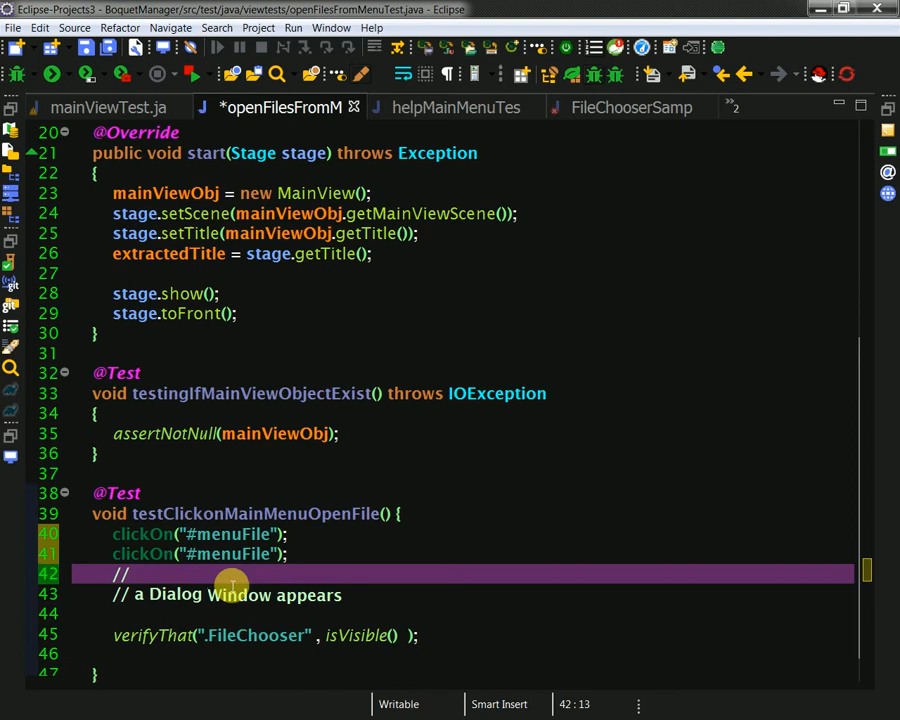 Eclipse-Projects3 - BoquetManager/src/test/java/viewtests/openFilesFromMenuTest.java - Eclipse
File Edit Source Refactor Navigate Search Project Run Window Help
mainViewTest.ja *openFilesFromM helpMainMenuTes FileChooserSamp 2
20 @Override
21 public void start(Stage stage) throws Exception
22 {
23 mainViewObj = new MainView();
24 stage.setScene(mainViewObj.getMainViewScene());
25 stage.setTitle(mainViewObj.getTitle());
26 extractedTitle = stage.getTitle();
27
28 stage.show();
29 stage.toFront();
30 }
31
32 @Test
33 void testingIfMainViewObjectExist() throws IOException
34 {
35 assertNotNull(mainViewObj);
36 }
37
38 @Test
39 void testClickonMainMenuOpenFile() {
40 clickOn("#menuFile");
41 clickOn("#menuFile");
42 //
43 // a Dialog Window appears
44
45 verifyThat(".FileChooser" , isVisible()  );
46
47 }
Writable Smart Insert 42 : 13